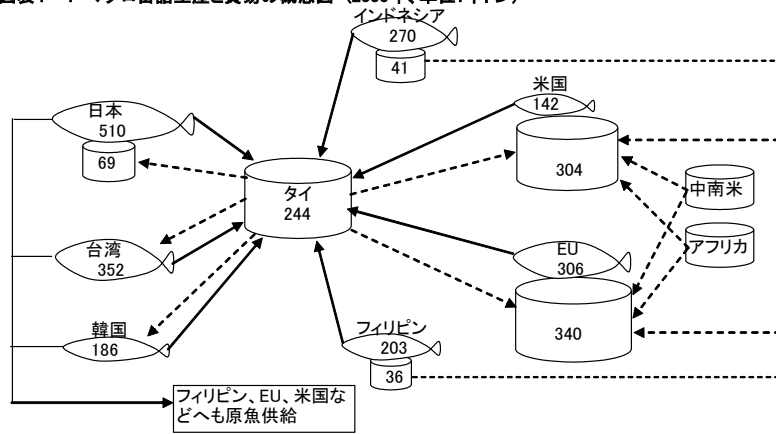 インドネシア
270
41
日本
510
69
米国
142
304
タイ
244
中南米
アフリカ
台湾
352
EU
306
340
韓国
186
フィリピン
203
36
フィリピン、EU、米国な
どへも原魚供給